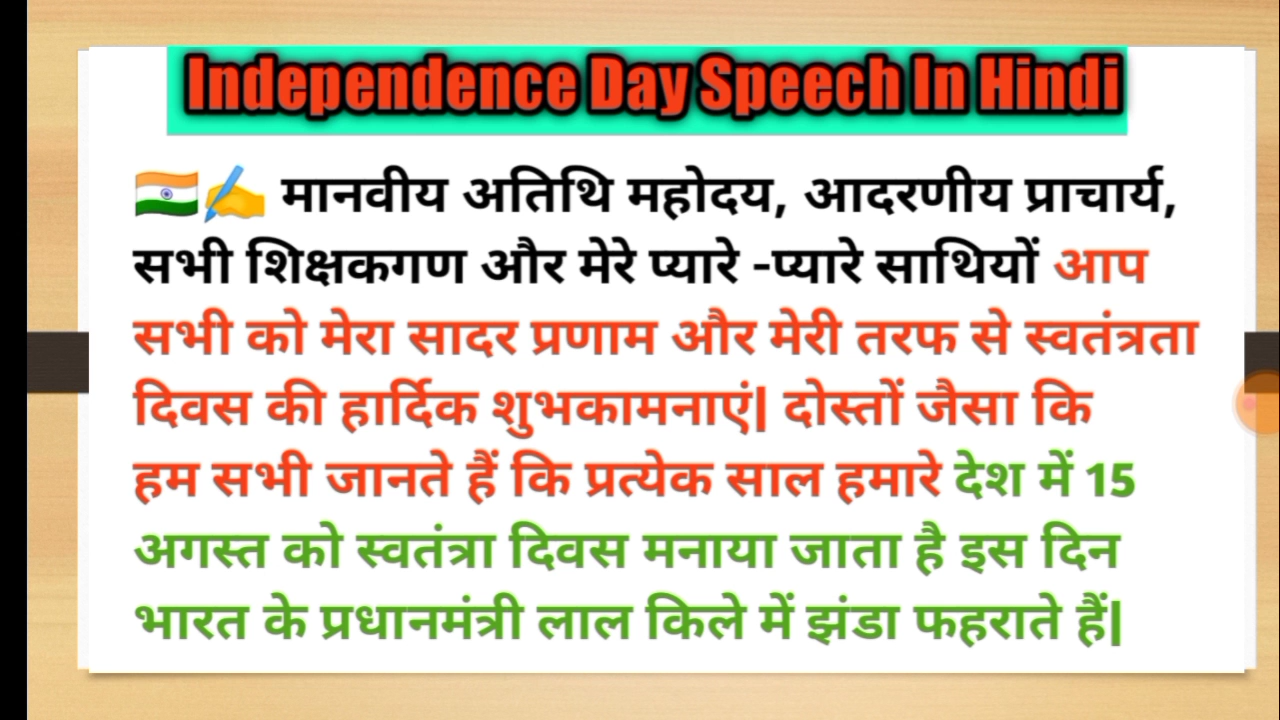 Independence Day Speech In Hindi
🇮🇳✍️ मानवीय अतिथि महोदय, आदरणीय प्राचार्य,
सभी शिक्षकगण और मेरे प्यारे -प्यारे साथियों आप
सभी को मेरा सादर प्रणाम और मेरी तरफ से स्वतंत्रता
दिवस की हार्दिक शुभकामनाएं| दोस्तों जैसा कि
हम सभी जानते हैं कि प्रत्येक साल हमारे देश में 15
अगस्त को स्वतंत्रा दिवस मनाया जाता है इस दिन
भारत के प्रधानमंत्री लाल किले में झंडा फहराते हैं|